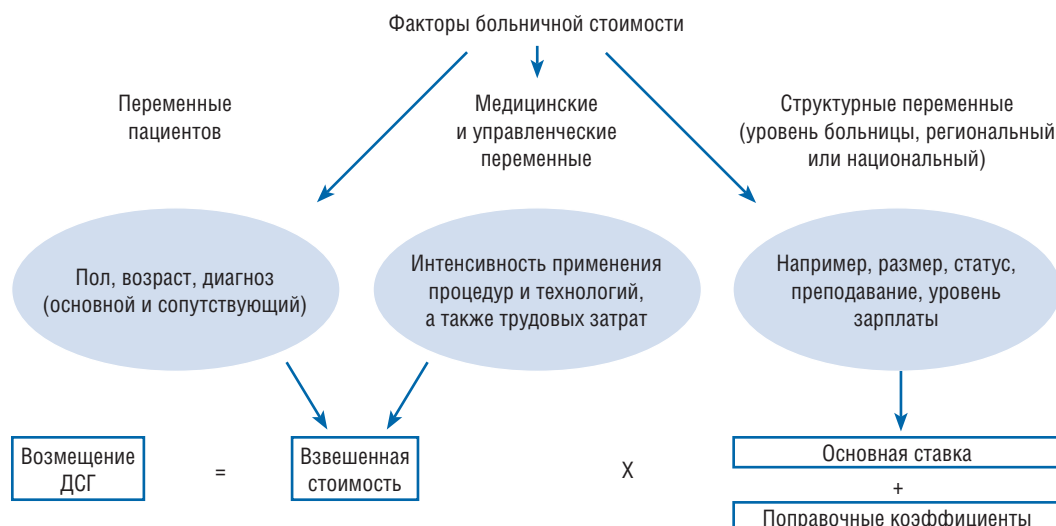 Факторы больничной стоимости
Переменные
пациентов
Медицинские
и управленческие
переменные
Структурные переменные
(уровень больницы, региональный
или национальный)
Пол, возраст, диагноз
(основной и сопутствующий)
Интенсивность применения
процедур и технологий,
а также трудовых затрат
Например, размер, статус,
преподавание, уровень
зарплаты
Возмещение
ДСГ
=
Взвешенная
стоимость
X
Основная ставка
+
Поправочные коэффициенты